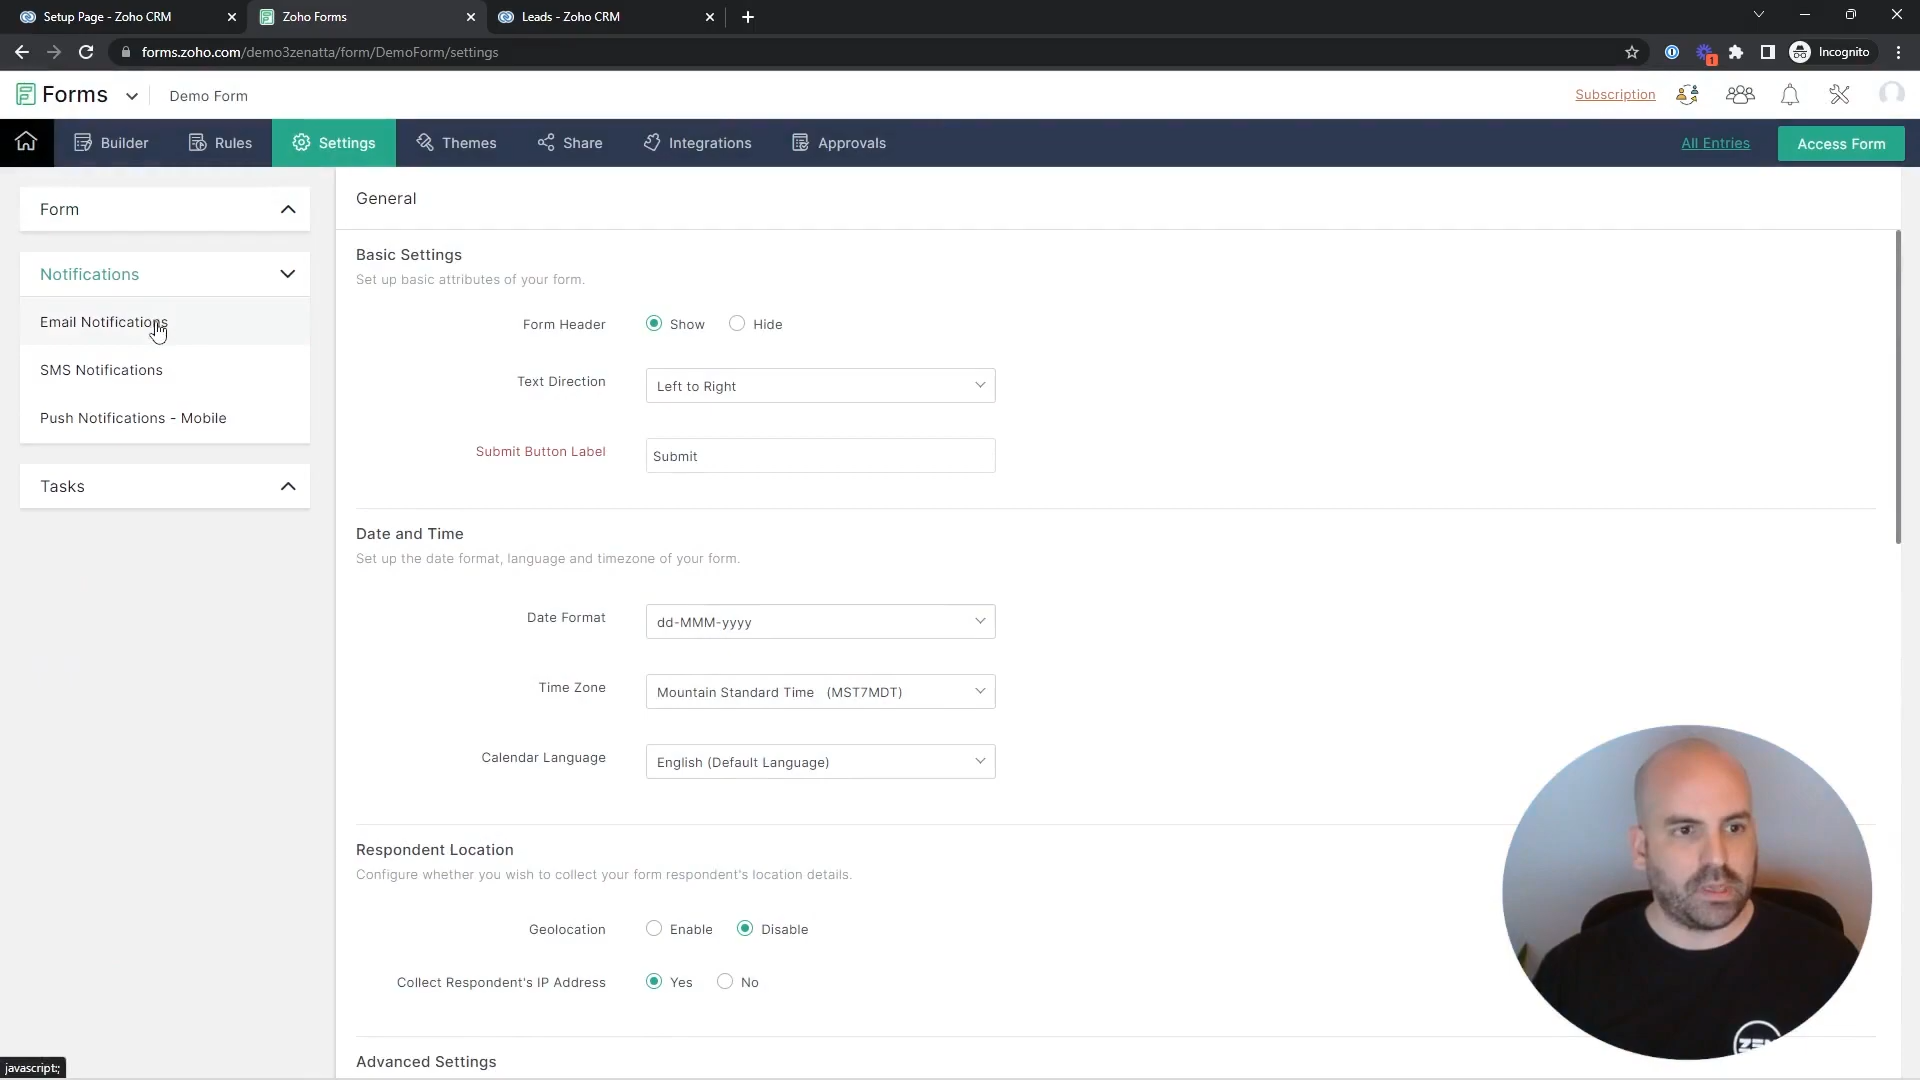 Setup Page - Zoho CRM
Zoho Forms
Leads - Zoho CRM
forms.zoho.com/demo3zenatta/form/DemoForm/settings
1
Incognito
Forms
Demo Form
Subscription
Builder
Rules
Settings
Themes
Share
Integrations
Approvals
All Entries
Access Form
Form
Notifications
Email Notifications
SMS Notifications
Push Notifications - Mobile
Tasks
General
Basic Settings
Set up basic attributes of your form.
Form Header
Show
Hide
Text Direction
Left to Right
Submit Button Label
Submit
Date and Time
Set up the date format, language and timezone of your form.
Date Format
dd-MMM-yyyy
Time Zone
Mountain Standard Time (MST7MDT)
Calendar Language
English (Default Language)
Respondent Location
Configure whether you wish to collect your form respondent's location details.
Geolocation
Enable
Disable
Collect Respondent's IP Address
Yes
No
Advanced Settings
javascript:;